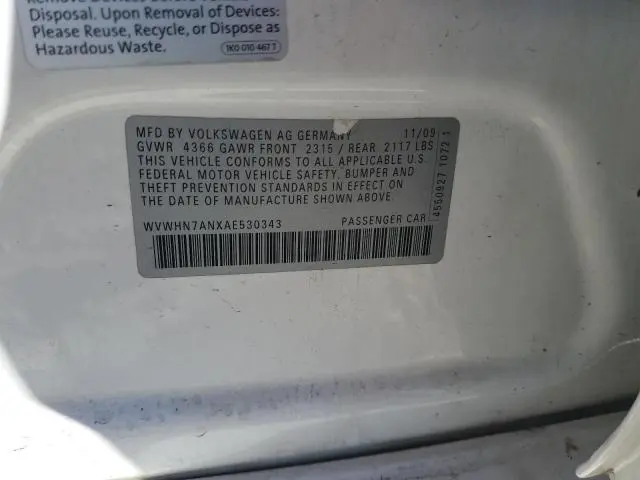 Disposal. Upon Removal of Devices:
Please Reuse, Recycle, or Dispose as
Hazardous Waste.
1K0 010 467 T
MFD BY VOLKSWAGEN AG GERMANY 11/09
GVWR 4366 GAWR FRONT 2315 / REAR 2117 LBS
THIS VEHICLE CONFORMS TO ALL APPLICABLE U.S.
FEDERAL MOTOR VEHICLE SAFETY. BUMPER AND
THEFT PREVENTION STANDARDS IN EFFECT ON
THE DATE OF MANUFACTURE SHOWN ABOVE.
WVWHN7ANXAE530343 PASSENGER CAR
4550927 1072 1